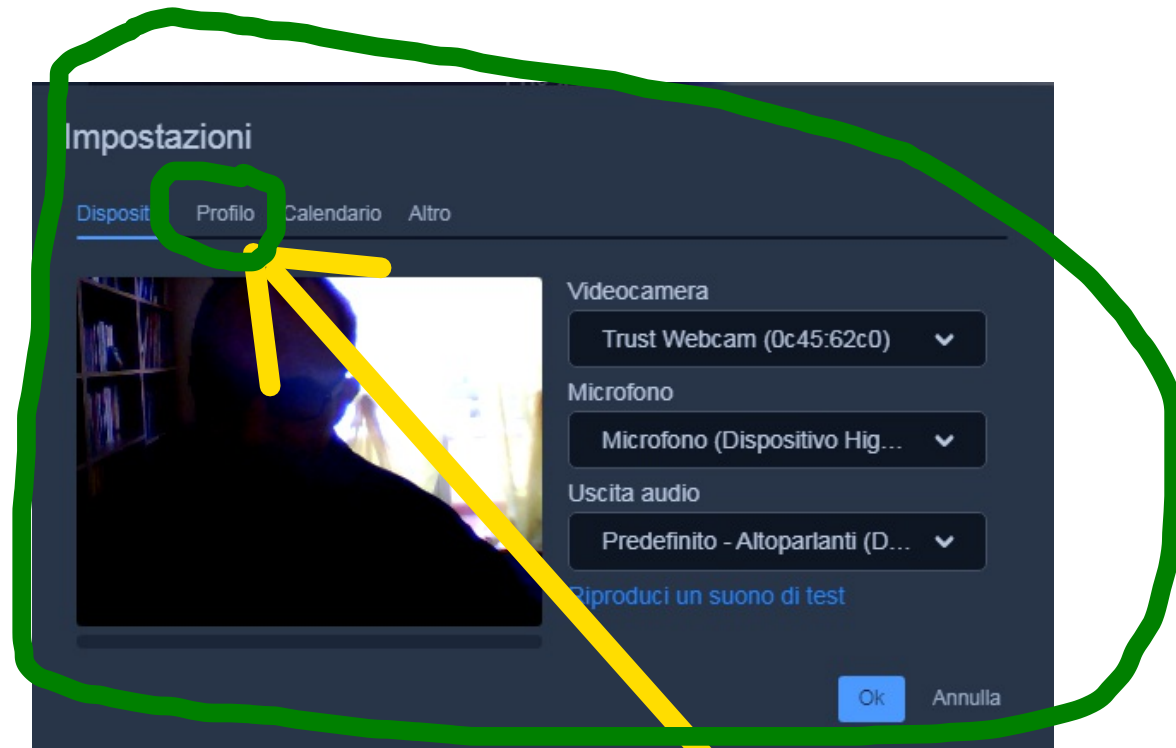 Impostazioni
Disposit Profilo Calendario Altro
Videocamera
Trust Webcam (0c45:62c0)
Microfono
Microfono (Dispositivo Hig...
Uscita audio
Predefinito - Altoparlanti (D...
Riproduci un suono di test
Ok Annulla